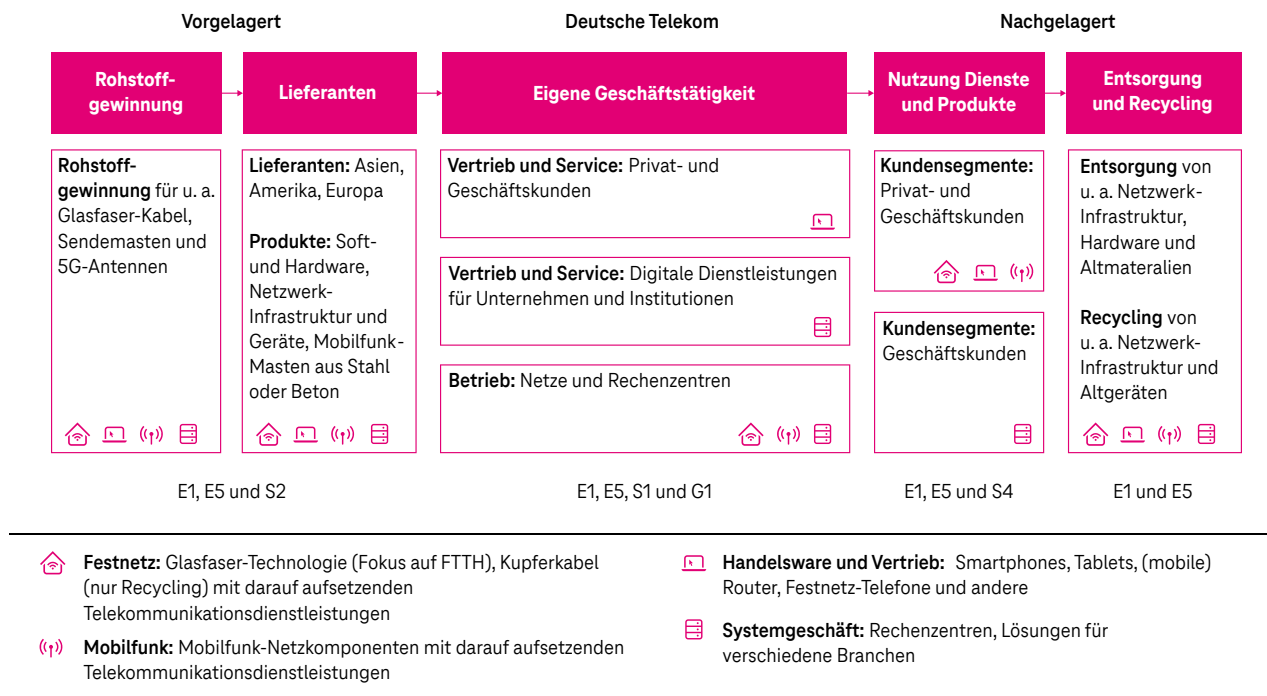 Vorgelagert
Deutsche Telekom
Nachgelagert
Rohstoff-
gewinnung
Lieferanten
Eigene Geschäftstätigkeit
Nutzung Dienste
und Produkte
Entsorgung
und Recycling
Rohstoff-
gewinnung für u. a.
Glasfaser-Kabel,
Sendemasten und
5G-Antennen
Lieferanten: Asien,
Amerika, Europa
Produkte: Soft-
und Hardware,
Netzwerk-
Infrastruktur und
Geräte, Mobilfunk-
Masten aus Stahl
oder Beton
Vertrieb und Service: Privat- und
Geschäftskunden
Vertrieb und Service: Digitale Dienstleistungen
für Unternehmen und Institutionen
Betrieb: Netze und Rechenzentren
Kundensegmente:
Privat- und
Geschäftskunden
Kundensegmente:
Geschäftskunden
Entsorgung von
u. a. Netzwerk-
Infrastruktur,
Hardware und
Altmaterialien
Recycling von
u. a. Netzwerk-
Infrastruktur und
Altgeräten
E1, E5 und S2
E1, E5, S1 und G1
E1, E5 und S4
E1 und E5
Festnetz: Glasfaser-Technologie (Fokus auf FTTH), Kupferkabel
(nur Recycling) mit darauf aufsetzenden
Telekommunikationsdienstleistungen
Mobilfunk: Mobilfunk-Netzkomponenten mit darauf aufsetzenden
Telekommunikationsdienstleistungen
Handelsware und Vertrieb: Smartphones, Tablets, (mobile)
Router, Festnetz-Telefone und andere
Systemgeschäft: Rechenzentren, Lösungen für
verschiedene Branchen